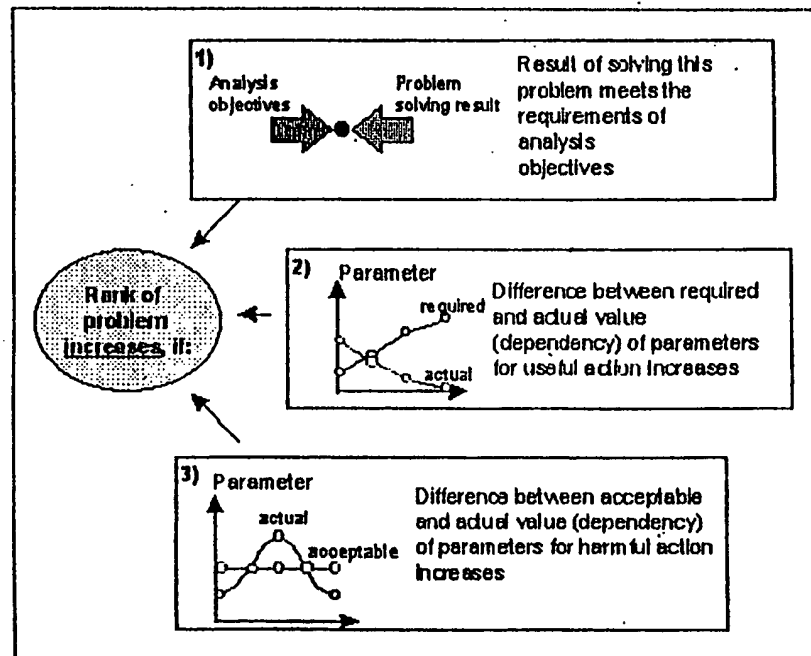 1)
Analysis
objectives
Problem
solving result
Result of solving this
problem meets the
requirements of
analysis
objectives
Rank of
problem
increases, if:
2)
Parameter
required
actual
Difference between required
and actual value
(dependency) of parameters
for useful action increases
3)
Parameter
actual
acceptable
Difference between acceptable
and actual value (dependency)
of parameters for harmful action
increases